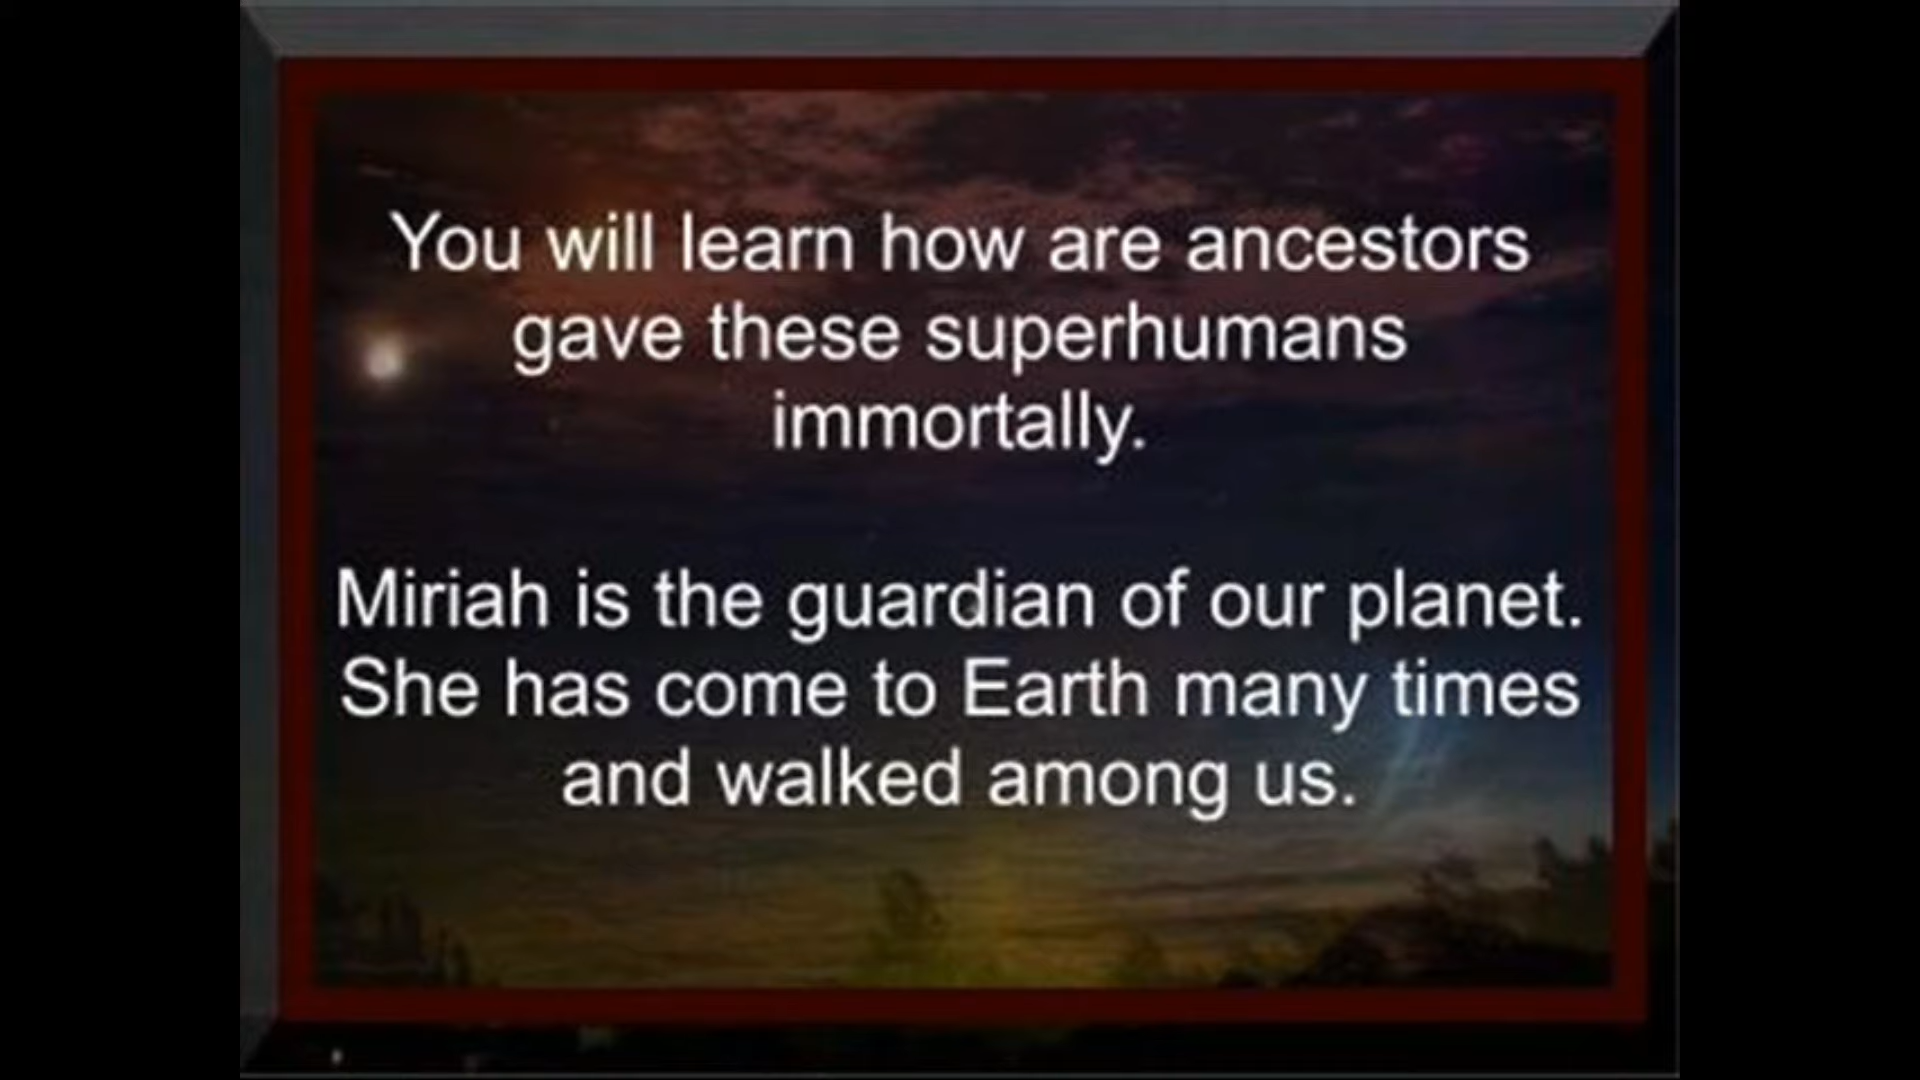 You will learn how are ancestors
gave these superhumans
immortally.
Miriah is the guardian of our planet.
She has come to Earth many times
and walked among us.